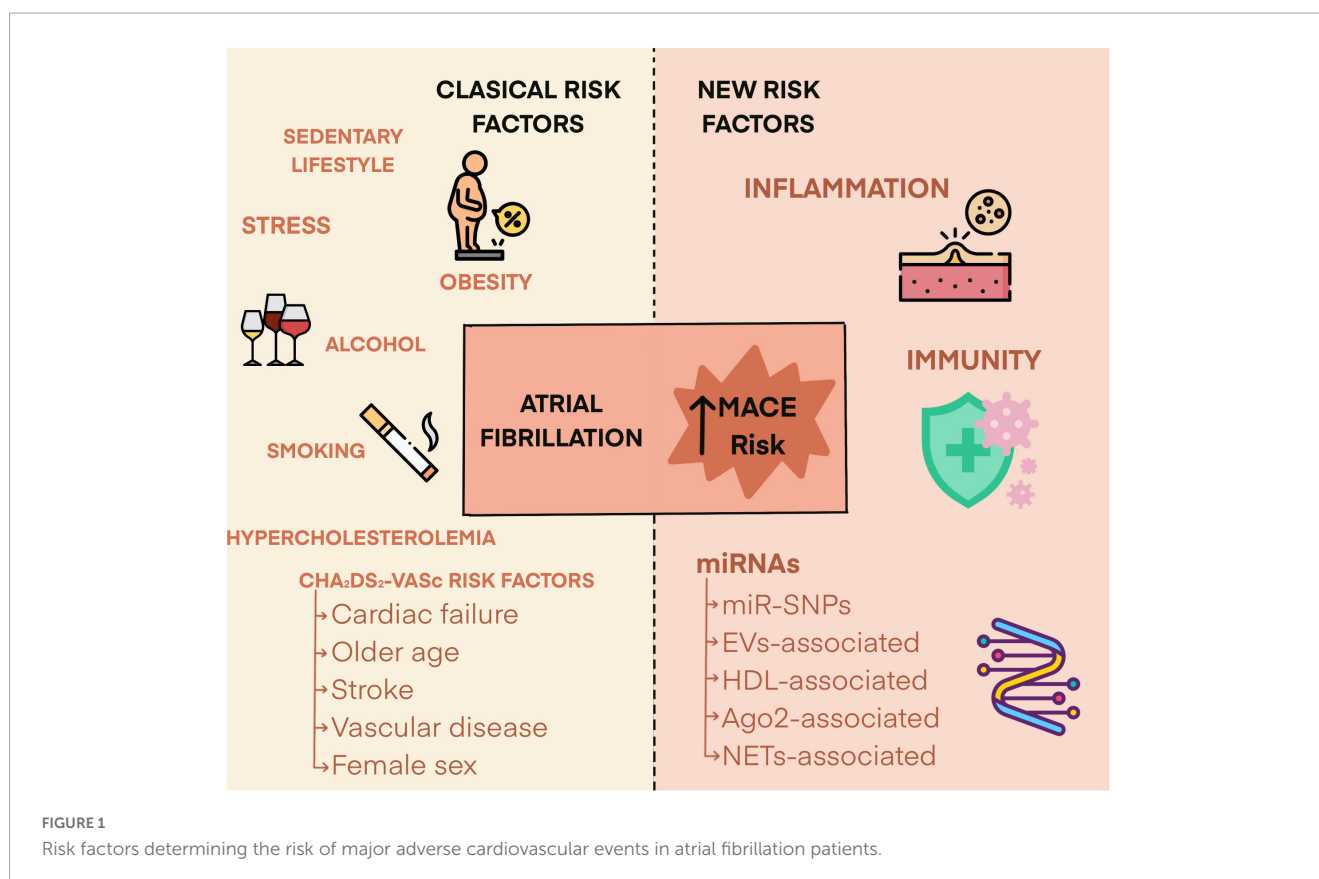 CLASICAL RISK
FACTORS
SEDENTARY
LIFESTYLE
STRESS
%
OBESITY
ALCOHOL
SMOKING
HYPERCHOLESTEROLEMIA
CHA₂DS₂-VASc RISK FACTORS
Cardiac failure
Older age
Stroke
Vascular disease
Female sex
ATRIAL
FIBRILLATION
↑MACE
Risk
NEW RISK
FACTORS
INFLAMMATION
IMMUNITY
miRNAs
miR-SNPs
EVs-associated
HDL-associated
Ago2-associated
NETs-associated
FIGURE 1
Risk factors determining the risk of major adverse cardiovascular events in atrial fibrillation patients.